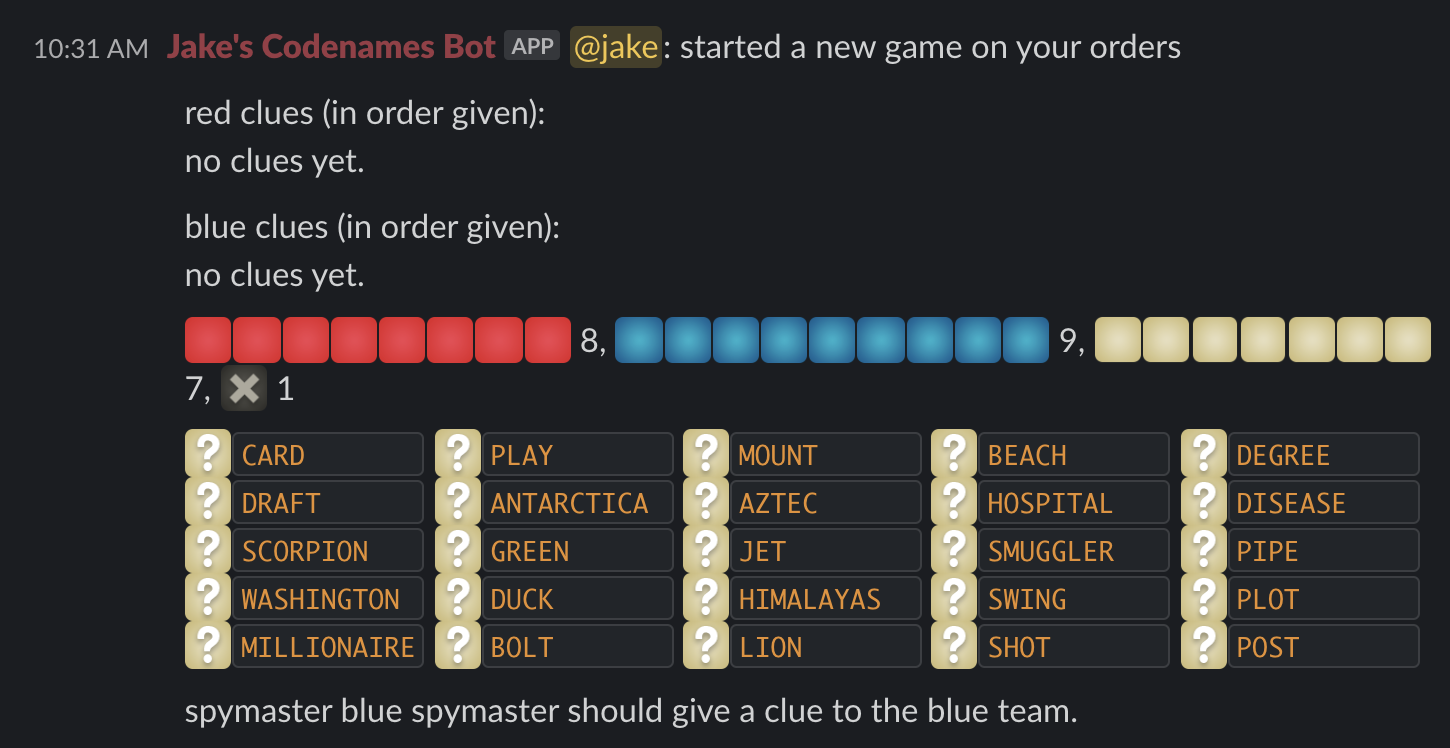 10:31 AM Jake's Codenames Bot APP @jake: started a new game on your orders
red clues (in order given):
no clues yet.
blue clues (in order given):
no clues yet.
8, 9,
7, 1
? CARD ? PLAY ? MOUNT ? BEACH ? DEGREE
? DRAFT ? ANTARCTICA ? AZTEC ? HOSPITAL ? DISEASE
? SCORPION ? GREEN ? JET ? SMUGGLER ? PIPE
? WASHINGTON ? DUCK ? HIMALAYAS ? SWING ? PLOT
? MILLIONAIRE ? BOLT ? LION ? SHOT ? POST
spymaster blue spymaster should give a clue to the blue team.